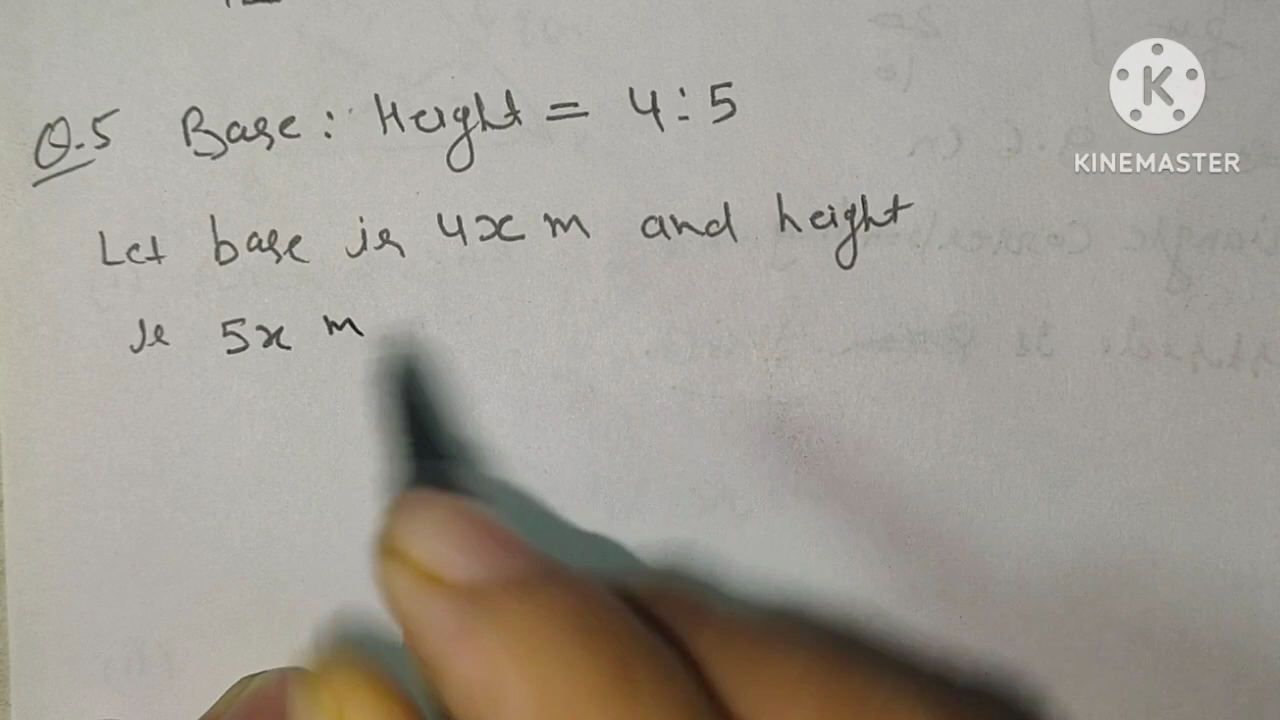 Q.5 Base : Height = 4:5
Let base is 4x m and height
is 5x m
KINEMASTER